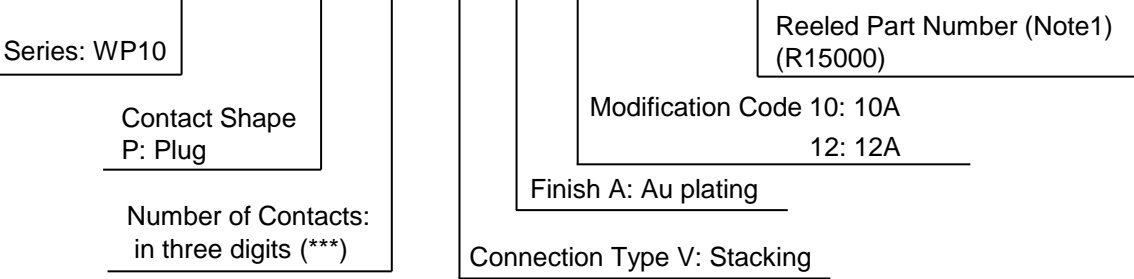 Series: WP10
Contact Shape
P: Plug
Number of Contacts:
in three digits (***)
Reeled Part Number (Note1)
(R15000)
Modification Code 10: 10A
12: 12A
Finish A: Au plating
Connection Type V: Stacking